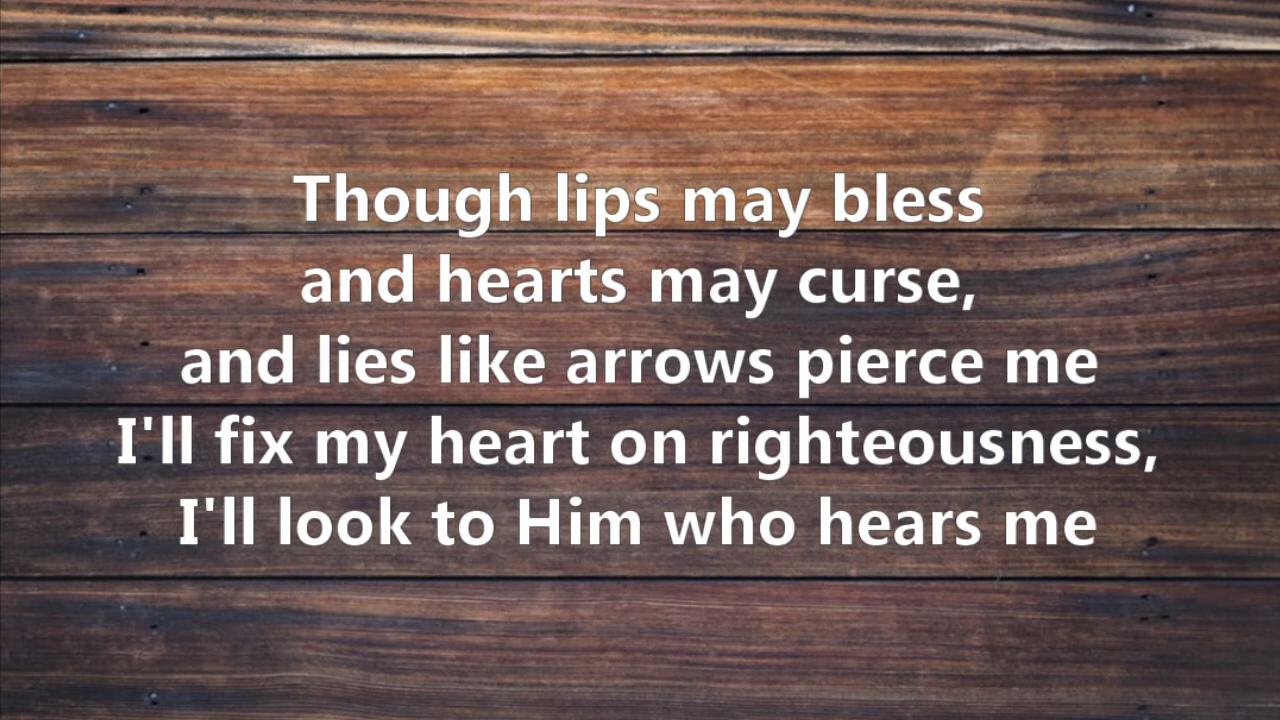 Though lips may bless
and hearts may curse,
and lies like arrows pierce me
I'll fix my heart on righteousness,
I'll look to Him who hears me